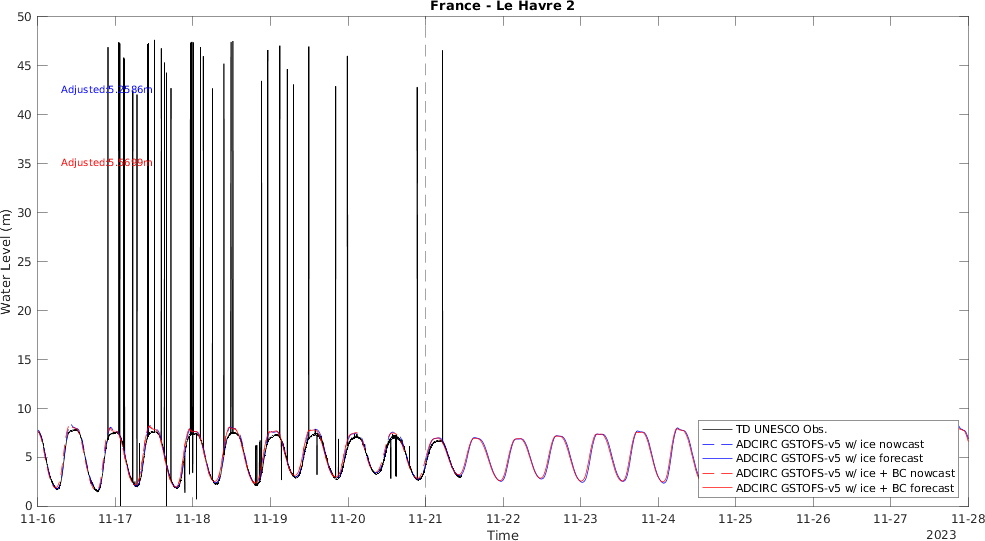 France - Le Havre 2
50
45
40
35
30
25
20
15
10
5
0
Water Level (m)
11-16 11-17 11-18 11-19 11-20 11-21 11-22 11-23 11-24 11-25 11-26 11-27 11-28
Time
2023
TD UNESCO Obs.
ADCIRC GSTOFS-v5 w/ ice nowcast
ADCIRC GSTOFS-v5 w/ ice forecast
ADCIRC GSTOFS-v5 w/ ice + BC nowcast
ADCIRC GSTOFS-v5 w/ ice + BC forecast